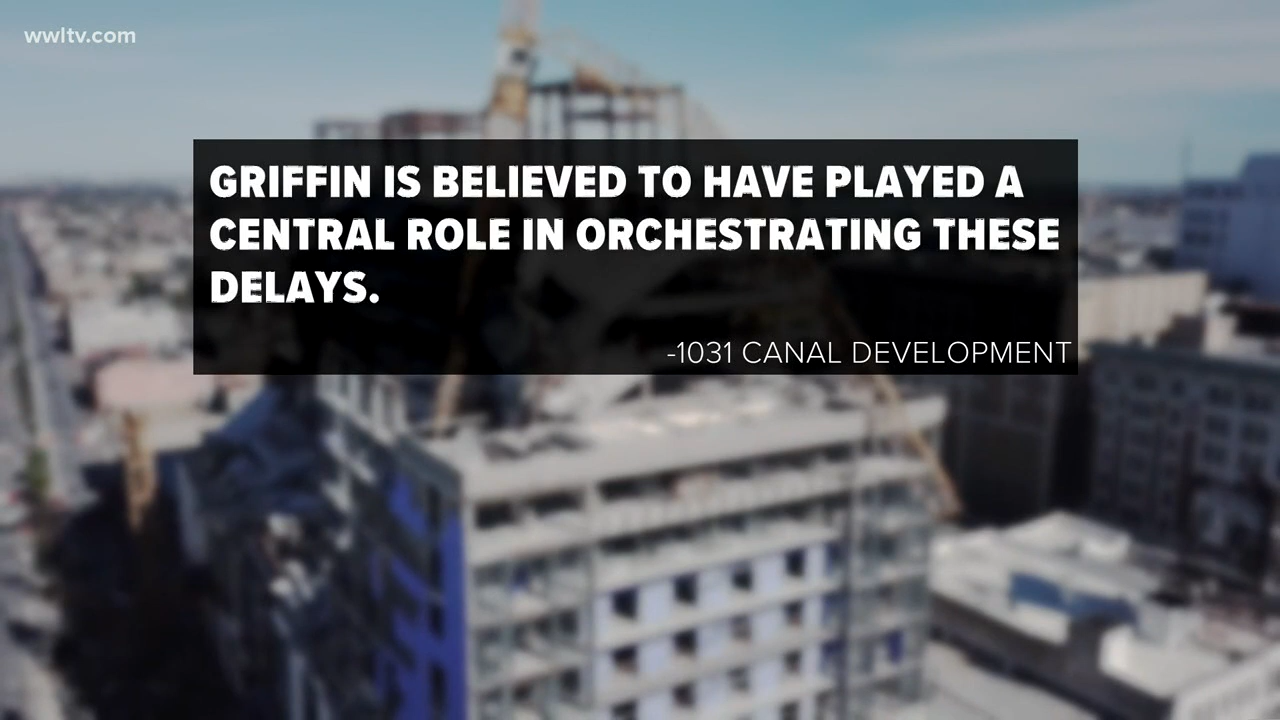 wwltv.com
GRIFFIN IS BELIEVED TO HAVE PLAYED A
CENTRAL ROLE IN ORCHESTRATING THESE
DELAYS.
-1031 CANAL DEVELOPMENT